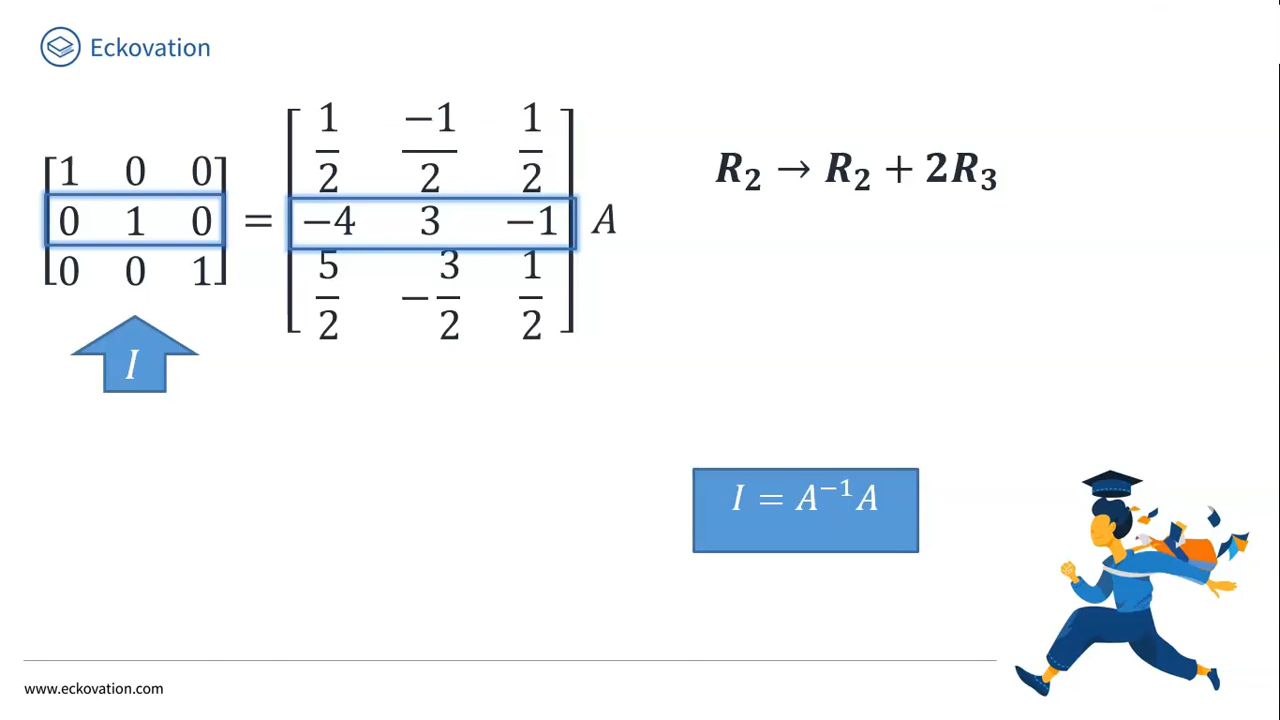 Eckovation
[1 0 0]
[0 1 0]
[0 0 1]
=
[1/2 −1/2 1/2]
[−4 3 −1]
[5/2 −3/2 1/2]
A
R₂ → R₂ + 2R₃
I
I = A⁻¹A
www.eckovation.com